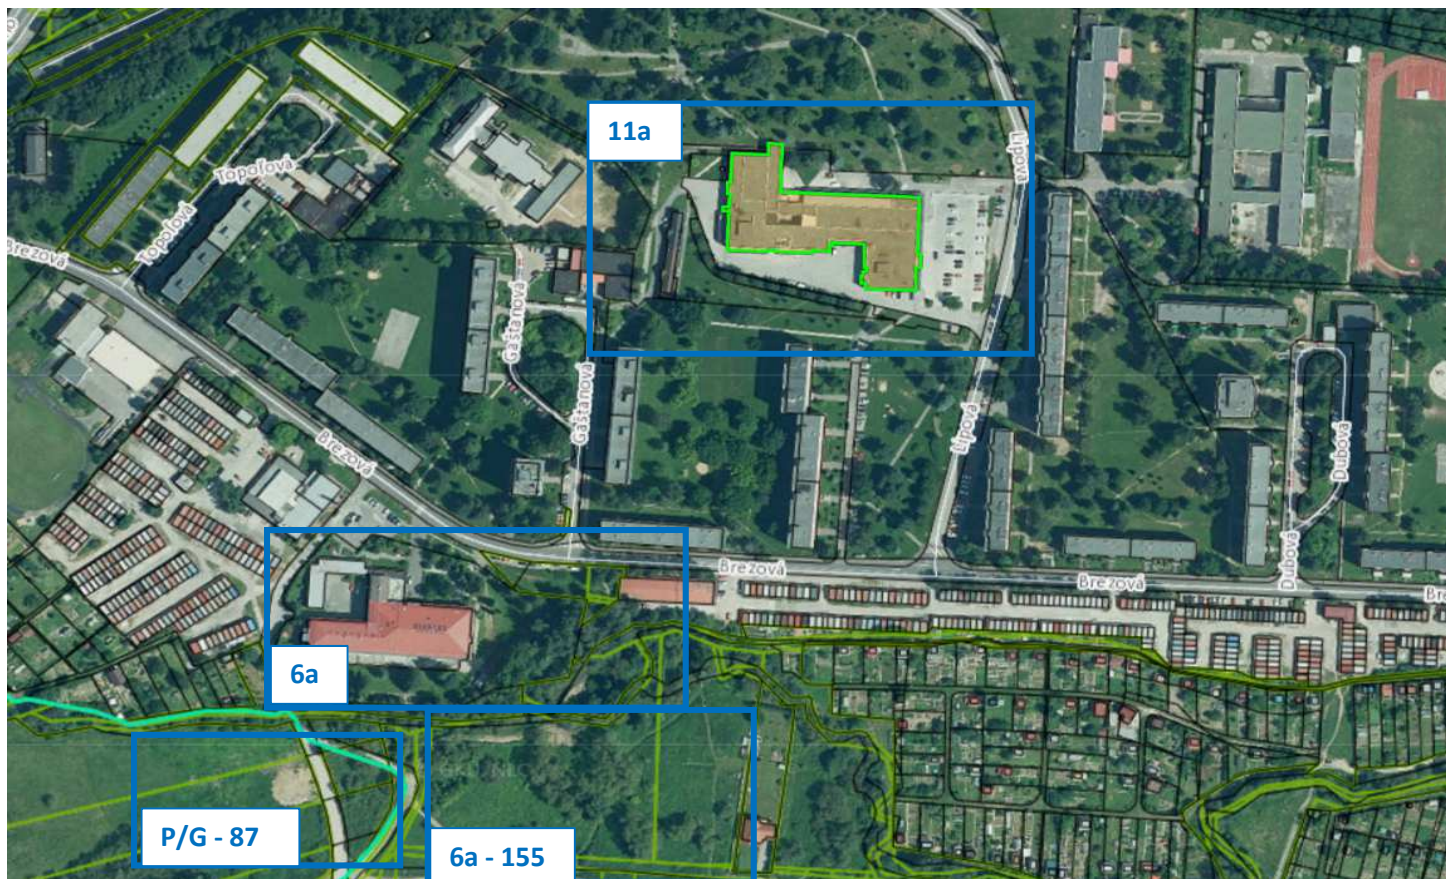 11a
Lipová
Topoľová
Topoľová
Brezová
Gaštanová
Gaštanová
Lipová
Dubová
Brezová
Dubová
Brezová
Brezová
6a
P/G - 87
6a - 155